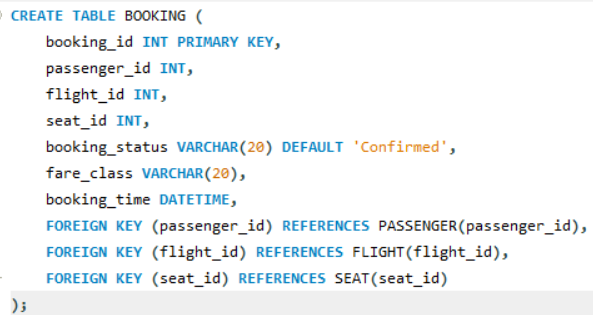 CREATE TABLE BOOKING (
    booking_id INT PRIMARY KEY,
    passenger_id INT,
    flight_id INT,
    seat_id INT,
    booking_status VARCHAR(20) DEFAULT 'Confirmed',
    fare_class VARCHAR(20),
    booking_time DATETIME,
    FOREIGN KEY (passenger_id) REFERENCES PASSENGER(passenger_id),
    FOREIGN KEY (flight_id) REFERENCES FLIGHT(flight_id),
    FOREIGN KEY (seat_id) REFERENCES SEAT(seat_id)
);